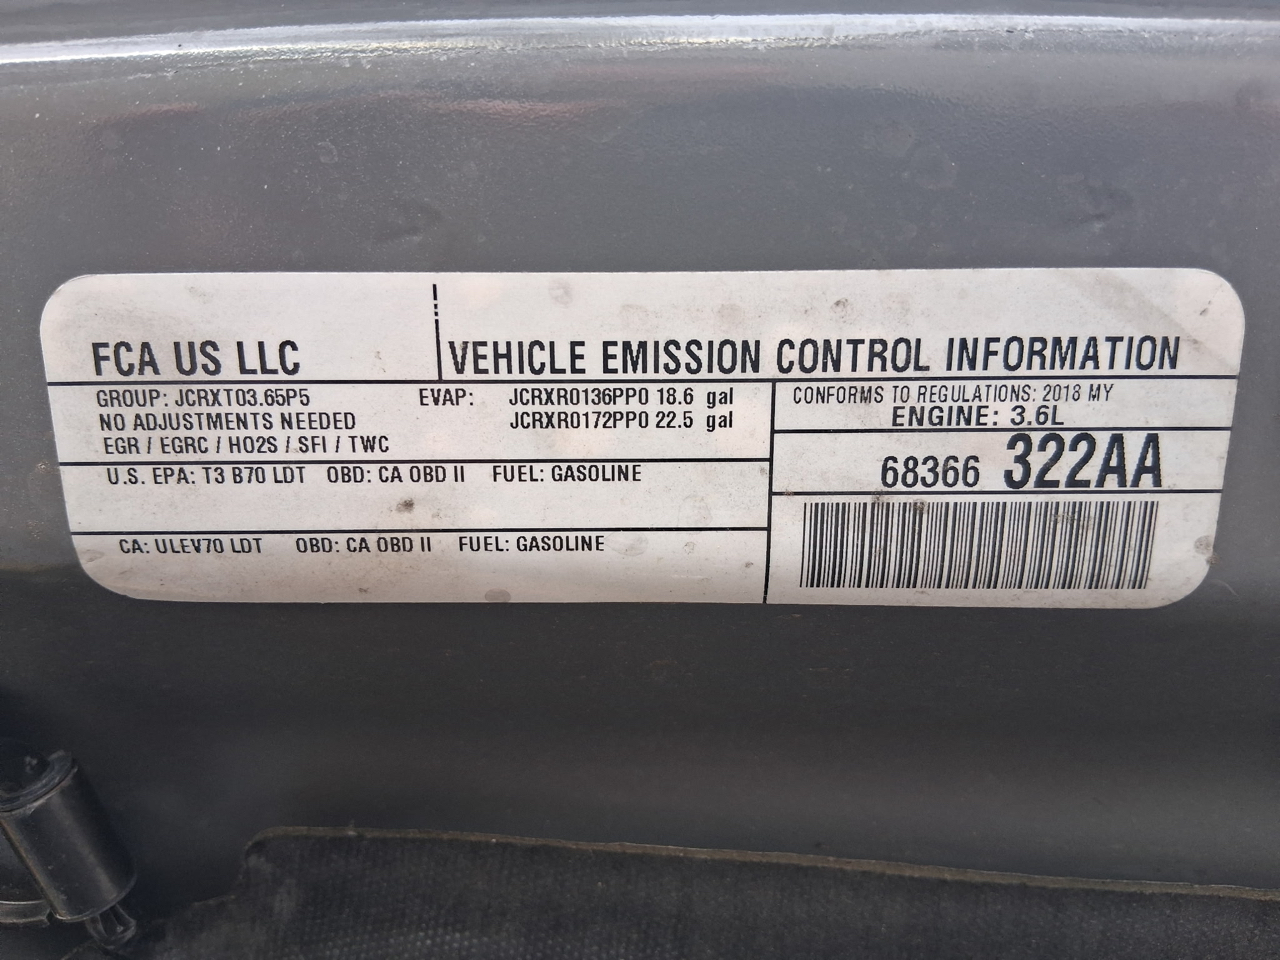 FCA US LLC
VEHICLE EMISSION CONTROL INFORMATION
GROUP: JCRXT03.65P5
NO ADJUSTMENTS NEEDED
EGR / EGRC / HO2S / SFI / TWC
EVAP: JCRXR0136PP0 18.6 gal
JCRXR0172PP0 22.5 gal
CONFORMS TO REGULATIONS: 2018 MY
ENGINE: 3.6L
68366 322AA
U.S. EPA: T3 B70 LDT OBD: CA OBD II FUEL: GASOLINE
CA: ULEV70 LDT OBD: CA OBD II FUEL: GASOLINE